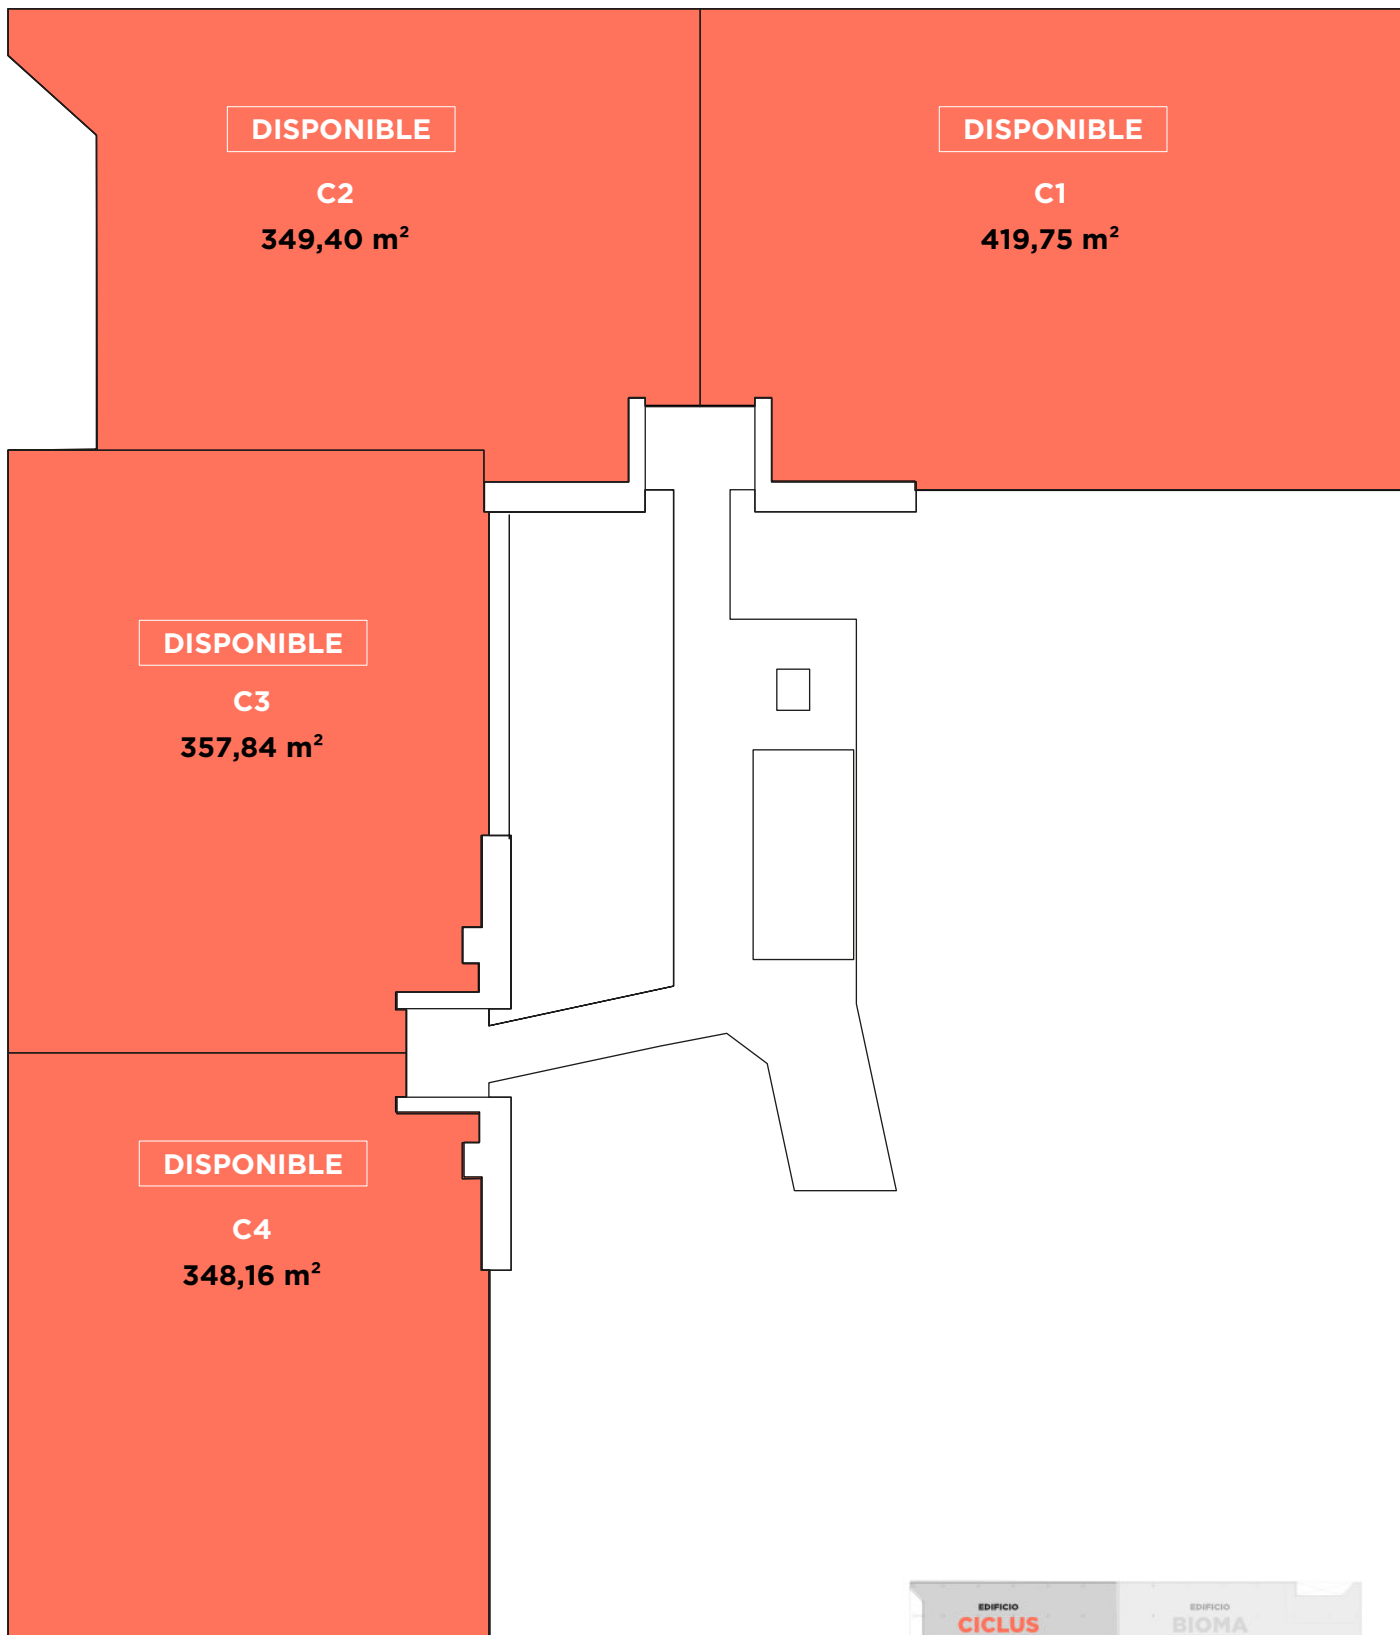 DISPONIBLE
C2
349,40 m²
DISPONIBLE
C1
419,75 m²
DISPONIBLE
C3
357,84 m²
DISPONIBLE
C4
348,16 m²
EDIFICIO
CICLUS
EDIFICIO
BIOMA